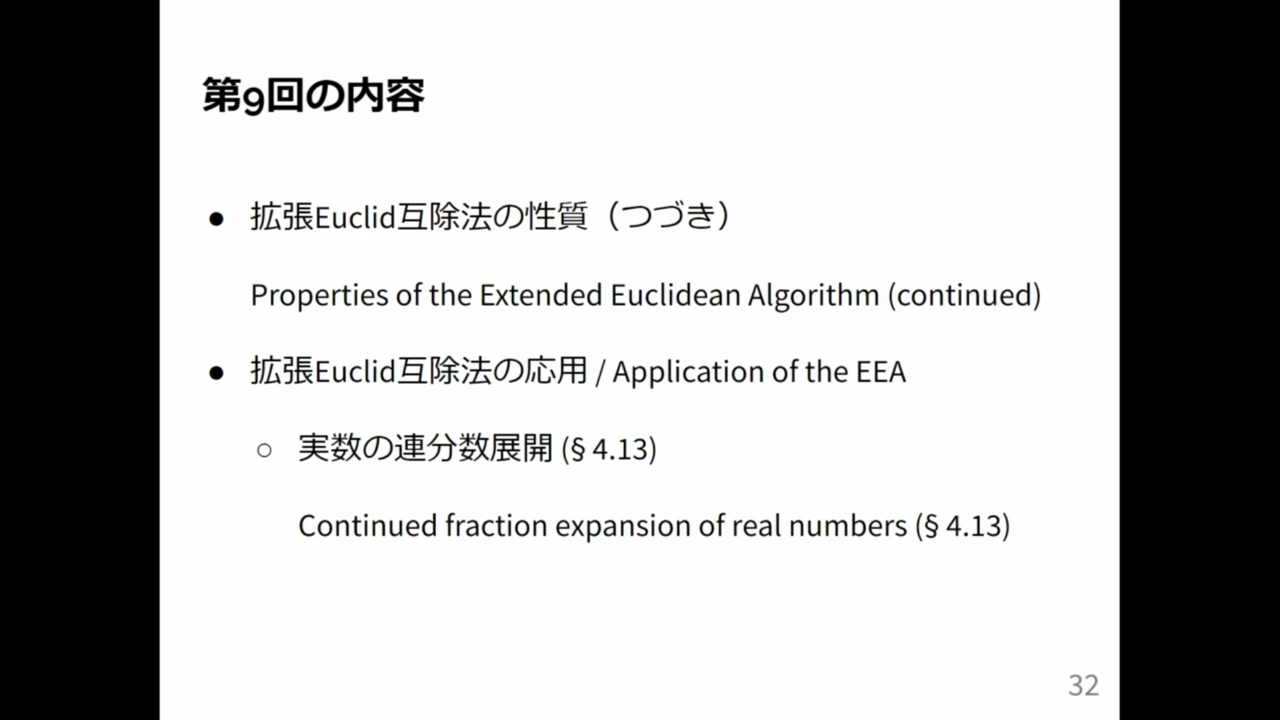 第9回の内容
● 拡張Euclid互除法の性質（つづき）
Properties of the Extended Euclidean Algorithm (continued)
● 拡張Euclid互除法の応用 / Application of the EEA
○ 実数の連分数展開 (§ 4.13)
Continued fraction expansion of real numbers (§ 4.13)
32